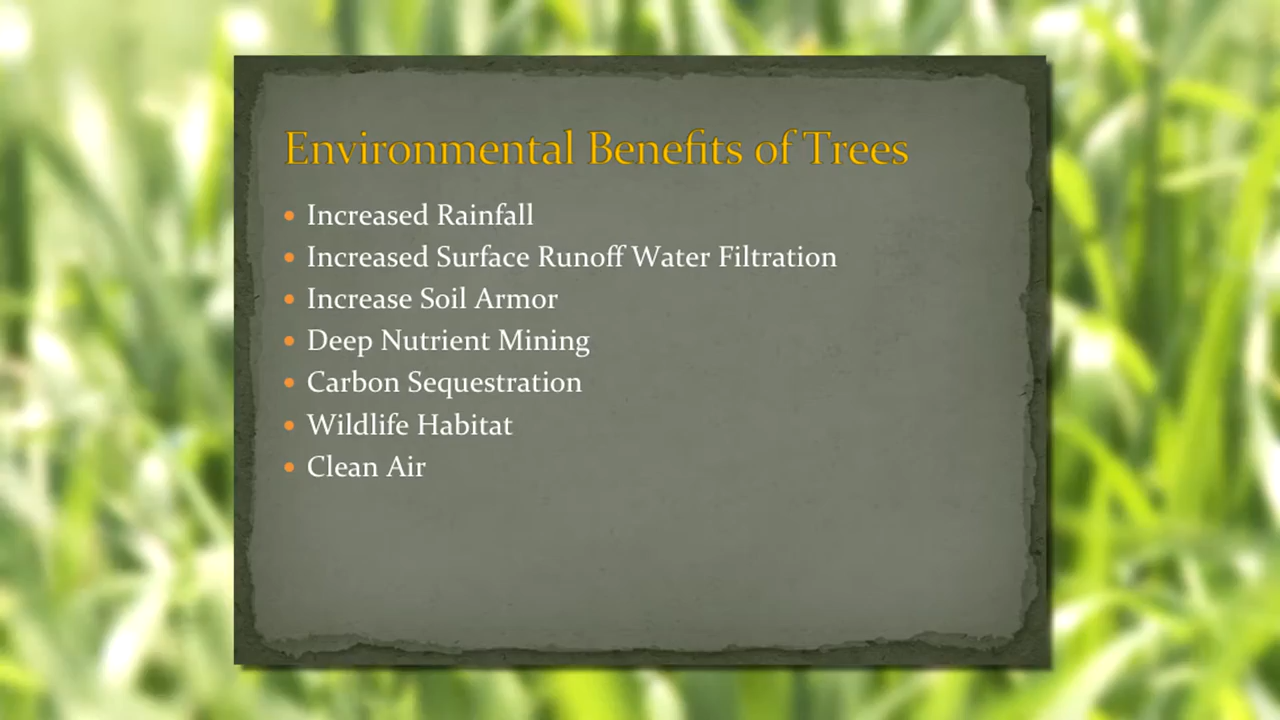 Environmental Benefits of Trees
• Increased Rainfall
• Increased Surface Runoff Water Filtration
• Increase Soil Armor
• Deep Nutrient Mining
• Carbon Sequestration
• Wildlife Habitat
• Clean Air